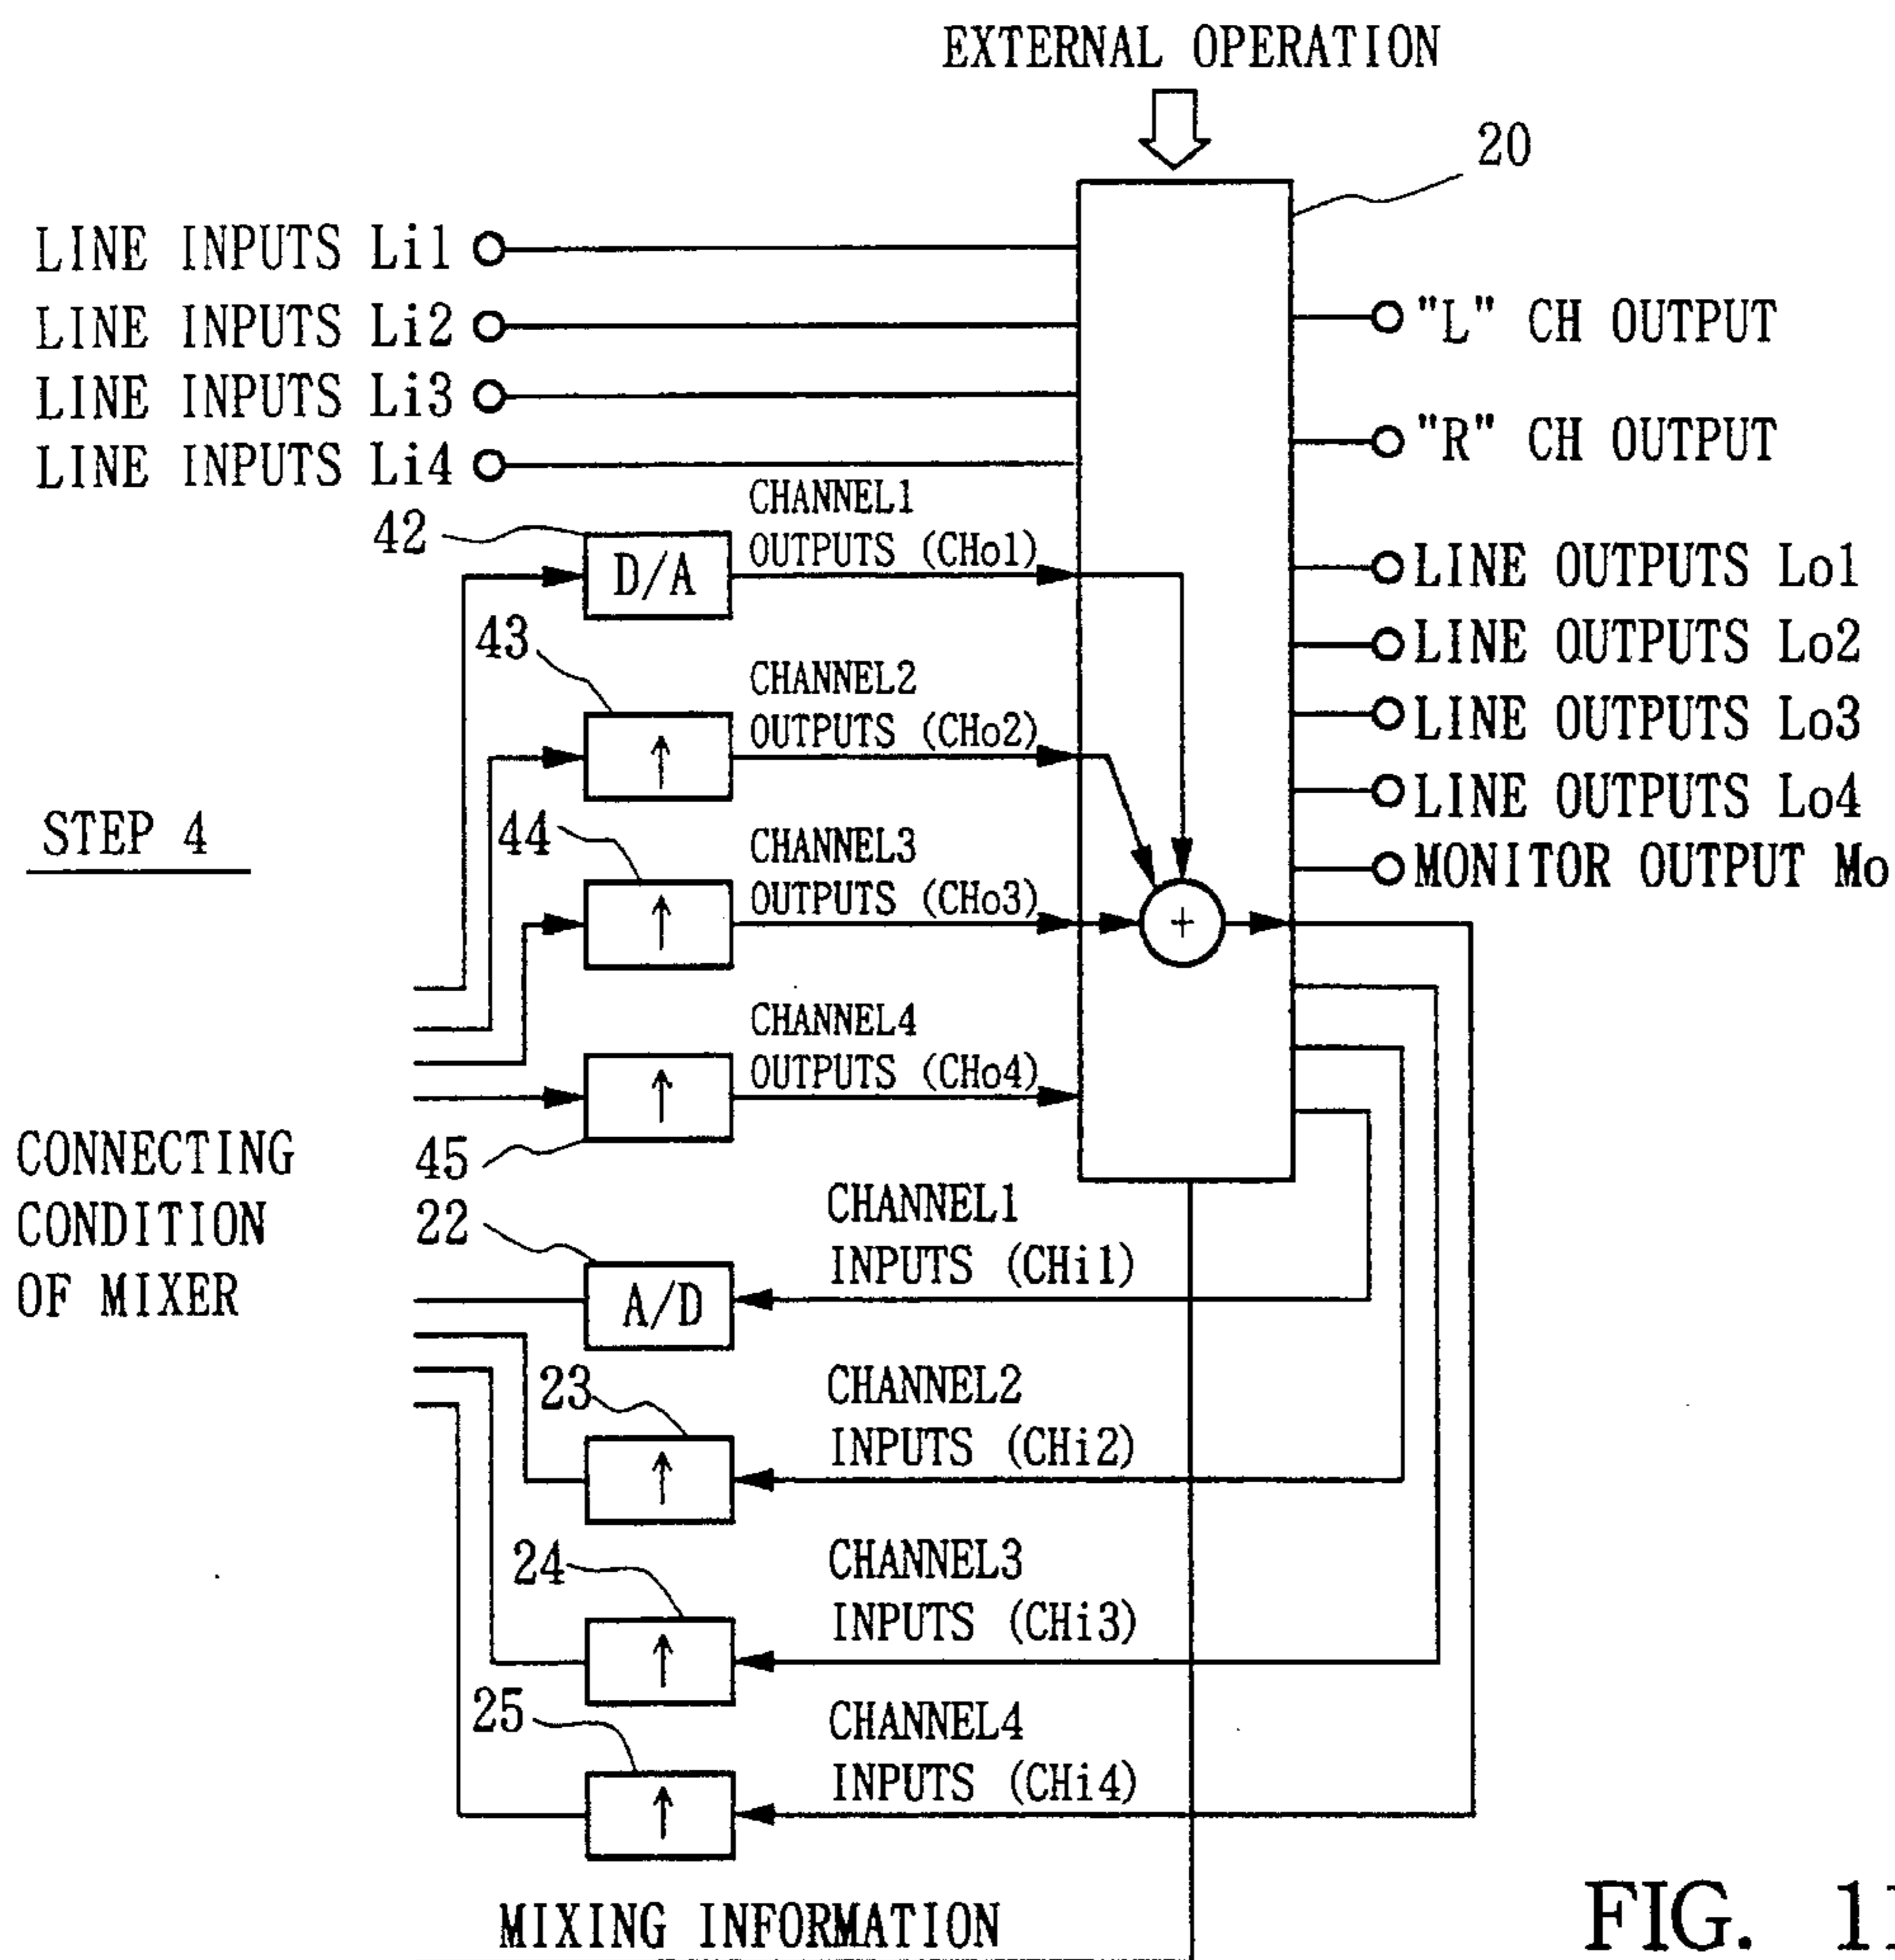 EXTERNAL OPERATION
20
LINE INPUTS Li1
LINE INPUTS Li2
LINE INPUTS Li3
LINE INPUTS Li4
"L" CH OUTPUT
"R" CH OUTPUT
LINE OUTPUTS Lo1
LINE OUTPUTS Lo2
LINE OUTPUTS Lo3
LINE OUTPUTS Lo4
MONITOR OUTPUT Mo
42
D/A
CHANNEL1
OUTPUTS (CHo1)
43
↑
CHANNEL2
OUTPUTS (CHo2)
STEP 4
44
↑
CHANNEL3
OUTPUTS (CHo3)
+
45
↑
CHANNEL4
OUTPUTS (CHo4)
CONNECTING
CONDITION
OF MIXER
22
A/D
CHANNEL1
INPUTS (CHi1)
23
↑
CHANNEL2
INPUTS (CHi2)
24
↑
CHANNEL3
INPUTS (CHi3)
25
↑
CHANNEL4
INPUTS (CHi4)
MIXING INFORMATION
FIG.